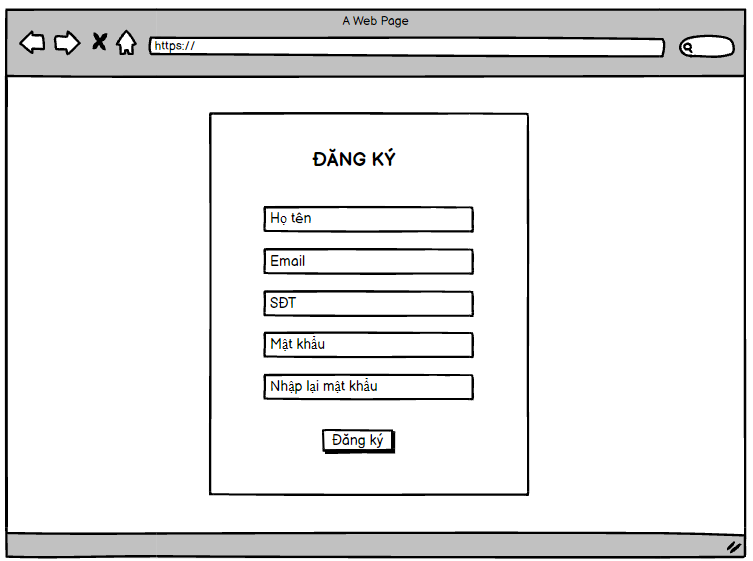 A Web Page
https://
ĐĂNG KÝ
Họ tên
Email
SĐT
Mật khẩu
Nhập lại mật khẩu
Đăng ký